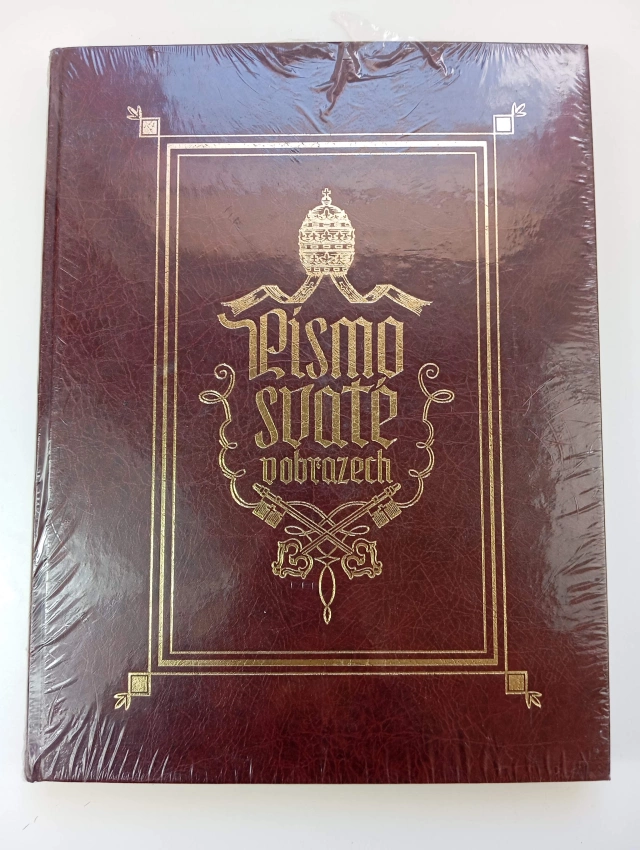 Písmo
svaté
v obrazech